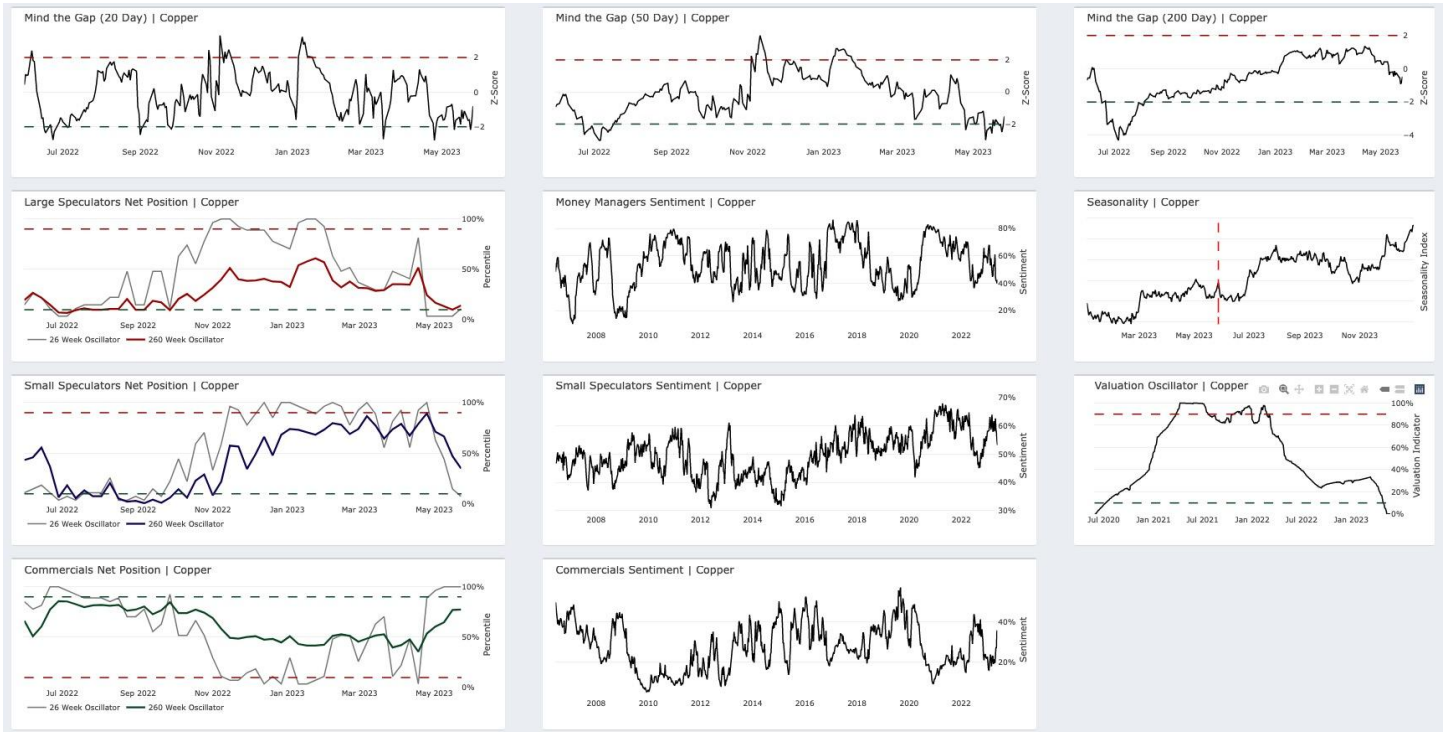 Mind the Gap (20 Day) | Copper
2
0
−2
Z-Score
Jul 2022 Sep 2022 Nov 2022 Jan 2023 Mar 2023 May 2023
Mind the Gap (50 Day) | Copper
2
0
−2
Z-Score
Jul 2022 Sep 2022 Nov 2022 Jan 2023 Mar 2023 May 2023
Mind the Gap (200 Day) | Copper
2
0
−2
−4
Z-Score
Jul 2022 Sep 2022 Nov 2022 Jan 2023 Mar 2023 May 2023
Large Speculators Net Position | Copper
100%
50%
0%
Percentile
Jul 2022 Sep 2022 Nov 2022 Jan 2023 Mar 2023 May 2023
26 Week Oscillator 260 Week Oscillator
Money Managers Sentiment | Copper
80%
60%
40%
20%
Sentiment
2008 2010 2012 2014 2016 2018 2020 2022
Seasonality | Copper
Seasonality Index
Mar 2023 May 2023 Jul 2023 Sep 2023 Nov 2023
Small Speculators Net Position | Copper
100%
50%
0%
Percentile
Jul 2022 Sep 2022 Nov 2022 Jan 2023 Mar 2023 May 2023
26 Week Oscillator 260 Week Oscillator
Small Speculators Sentiment | Copper
70%
60%
50%
40%
30%
Sentiment
2008 2010 2012 2014 2016 2018 2020 2022
Valuation Oscillator | Copper
100%
80%
60%
40%
20%
0%
Valuation Indicator
Jul 2020 Jan 2021 Jul 2021 Jan 2022 Jul 2022 Jan 2023
Commercials Net Position | Copper
100%
50%
0%
Percentile
Jul 2022 Sep 2022 Nov 2022 Jan 2023 Mar 2023 May 2023
26 Week Oscillator 260 Week Oscillator
Commercials Sentiment | Copper
40%
20%
Sentiment
2008 2010 2012 2014 2016 2018 2020 2022